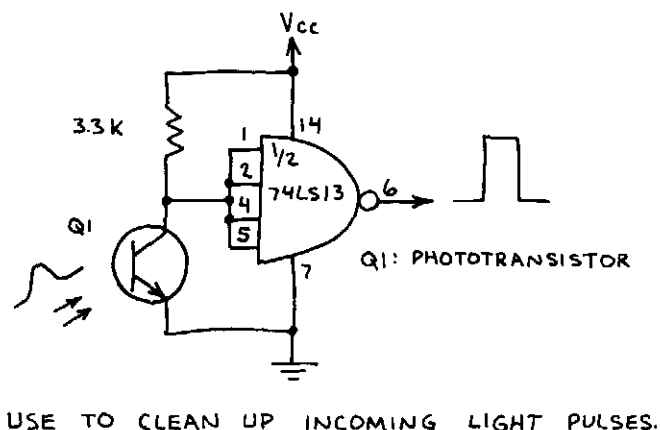 Vcc
14
3.3K
1
1/2
2
74LS13
6
4
Q1
5
7
Q1: PHOTOTRANSISTOR
USE TO CLEAN UP INCOMING LIGHT PULSES.